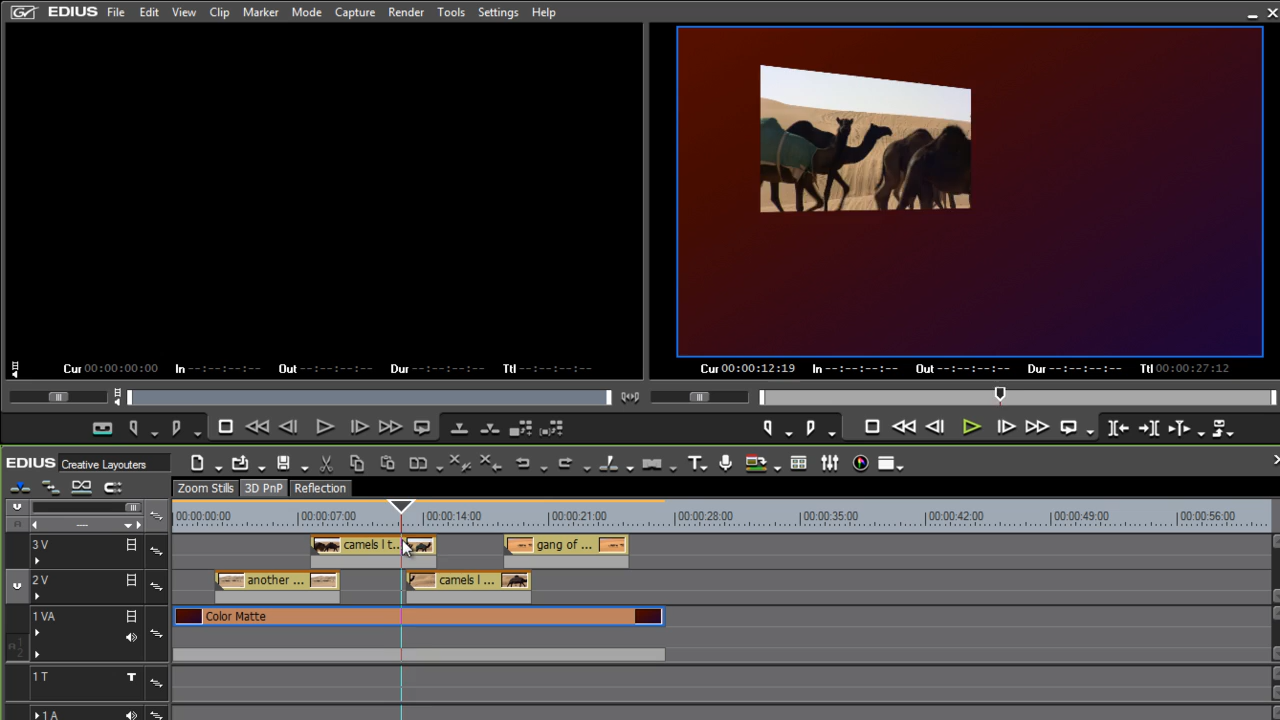 EDIUS File Edit View Clip Marker Mode Capture Render Tools Settings Help
Cur 00:00:00:00 In --:--:--:-- Out --:--:--:-- Dur --:--:--:-- Ttl --:--:--:--
Cur 00:00:12:19 In --:--:--:-- Out --:--:--:-- Dur --:--:--:-- Ttl 00:00:27:12
EDIUS Creative Layouters
Zoom Stills 3D PnP Reflection
00:00:00:00 00:00:07:00 00:00:14:00 00:00:21:00 00:00:28:00 00:00:35:00 00:00:42:00 00:00:49:00 00:00:56:00
3 V camels l t... gang of ...
2 V another ... camels l ...
1 VA Color Matte
1 T T
1 A